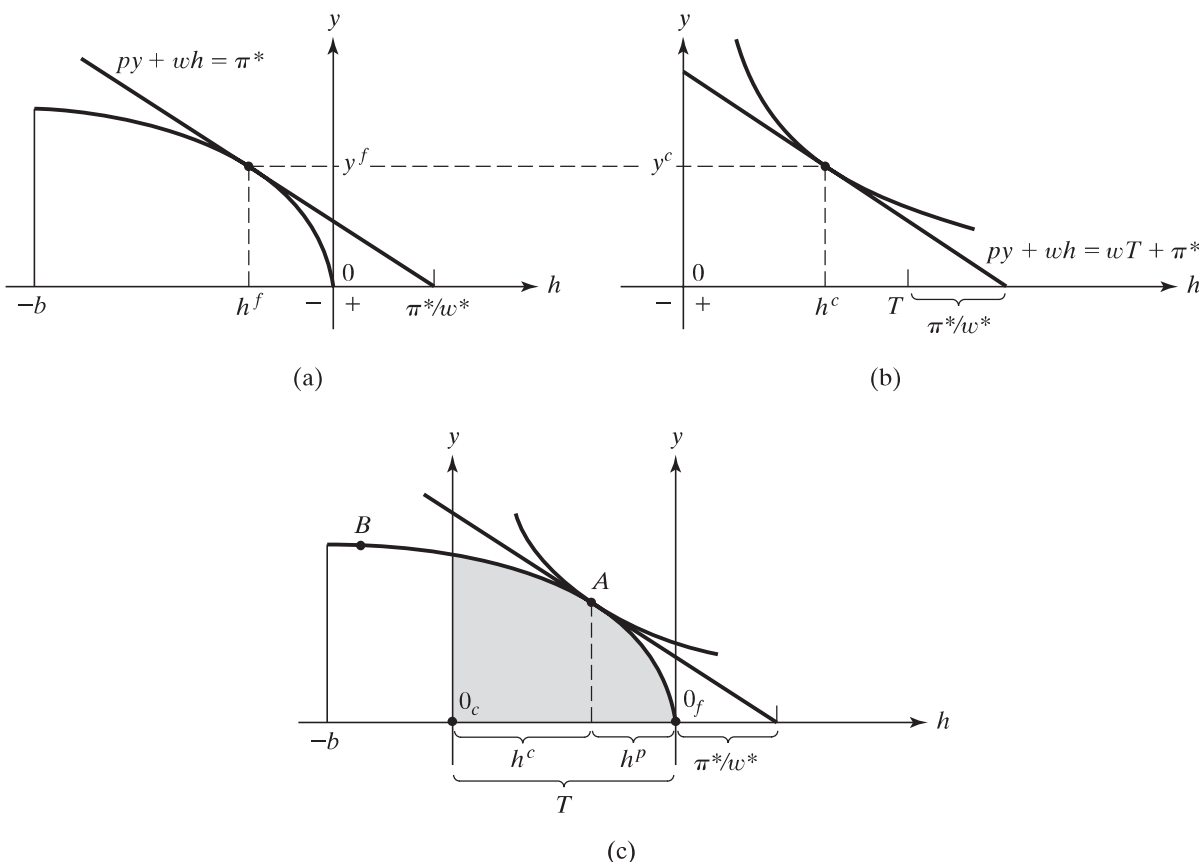 y
py + wh = π*
y^f
0
h
−b
h^f
− +
π*/w*
(a)
y
y^c
py + wh = wT + π*
0
h
− +
h^c
T
π*/w*
(b)
y
y
B
A
0_c
0_f
h
−b
h^c
h^p
π*/w*
T
(c)